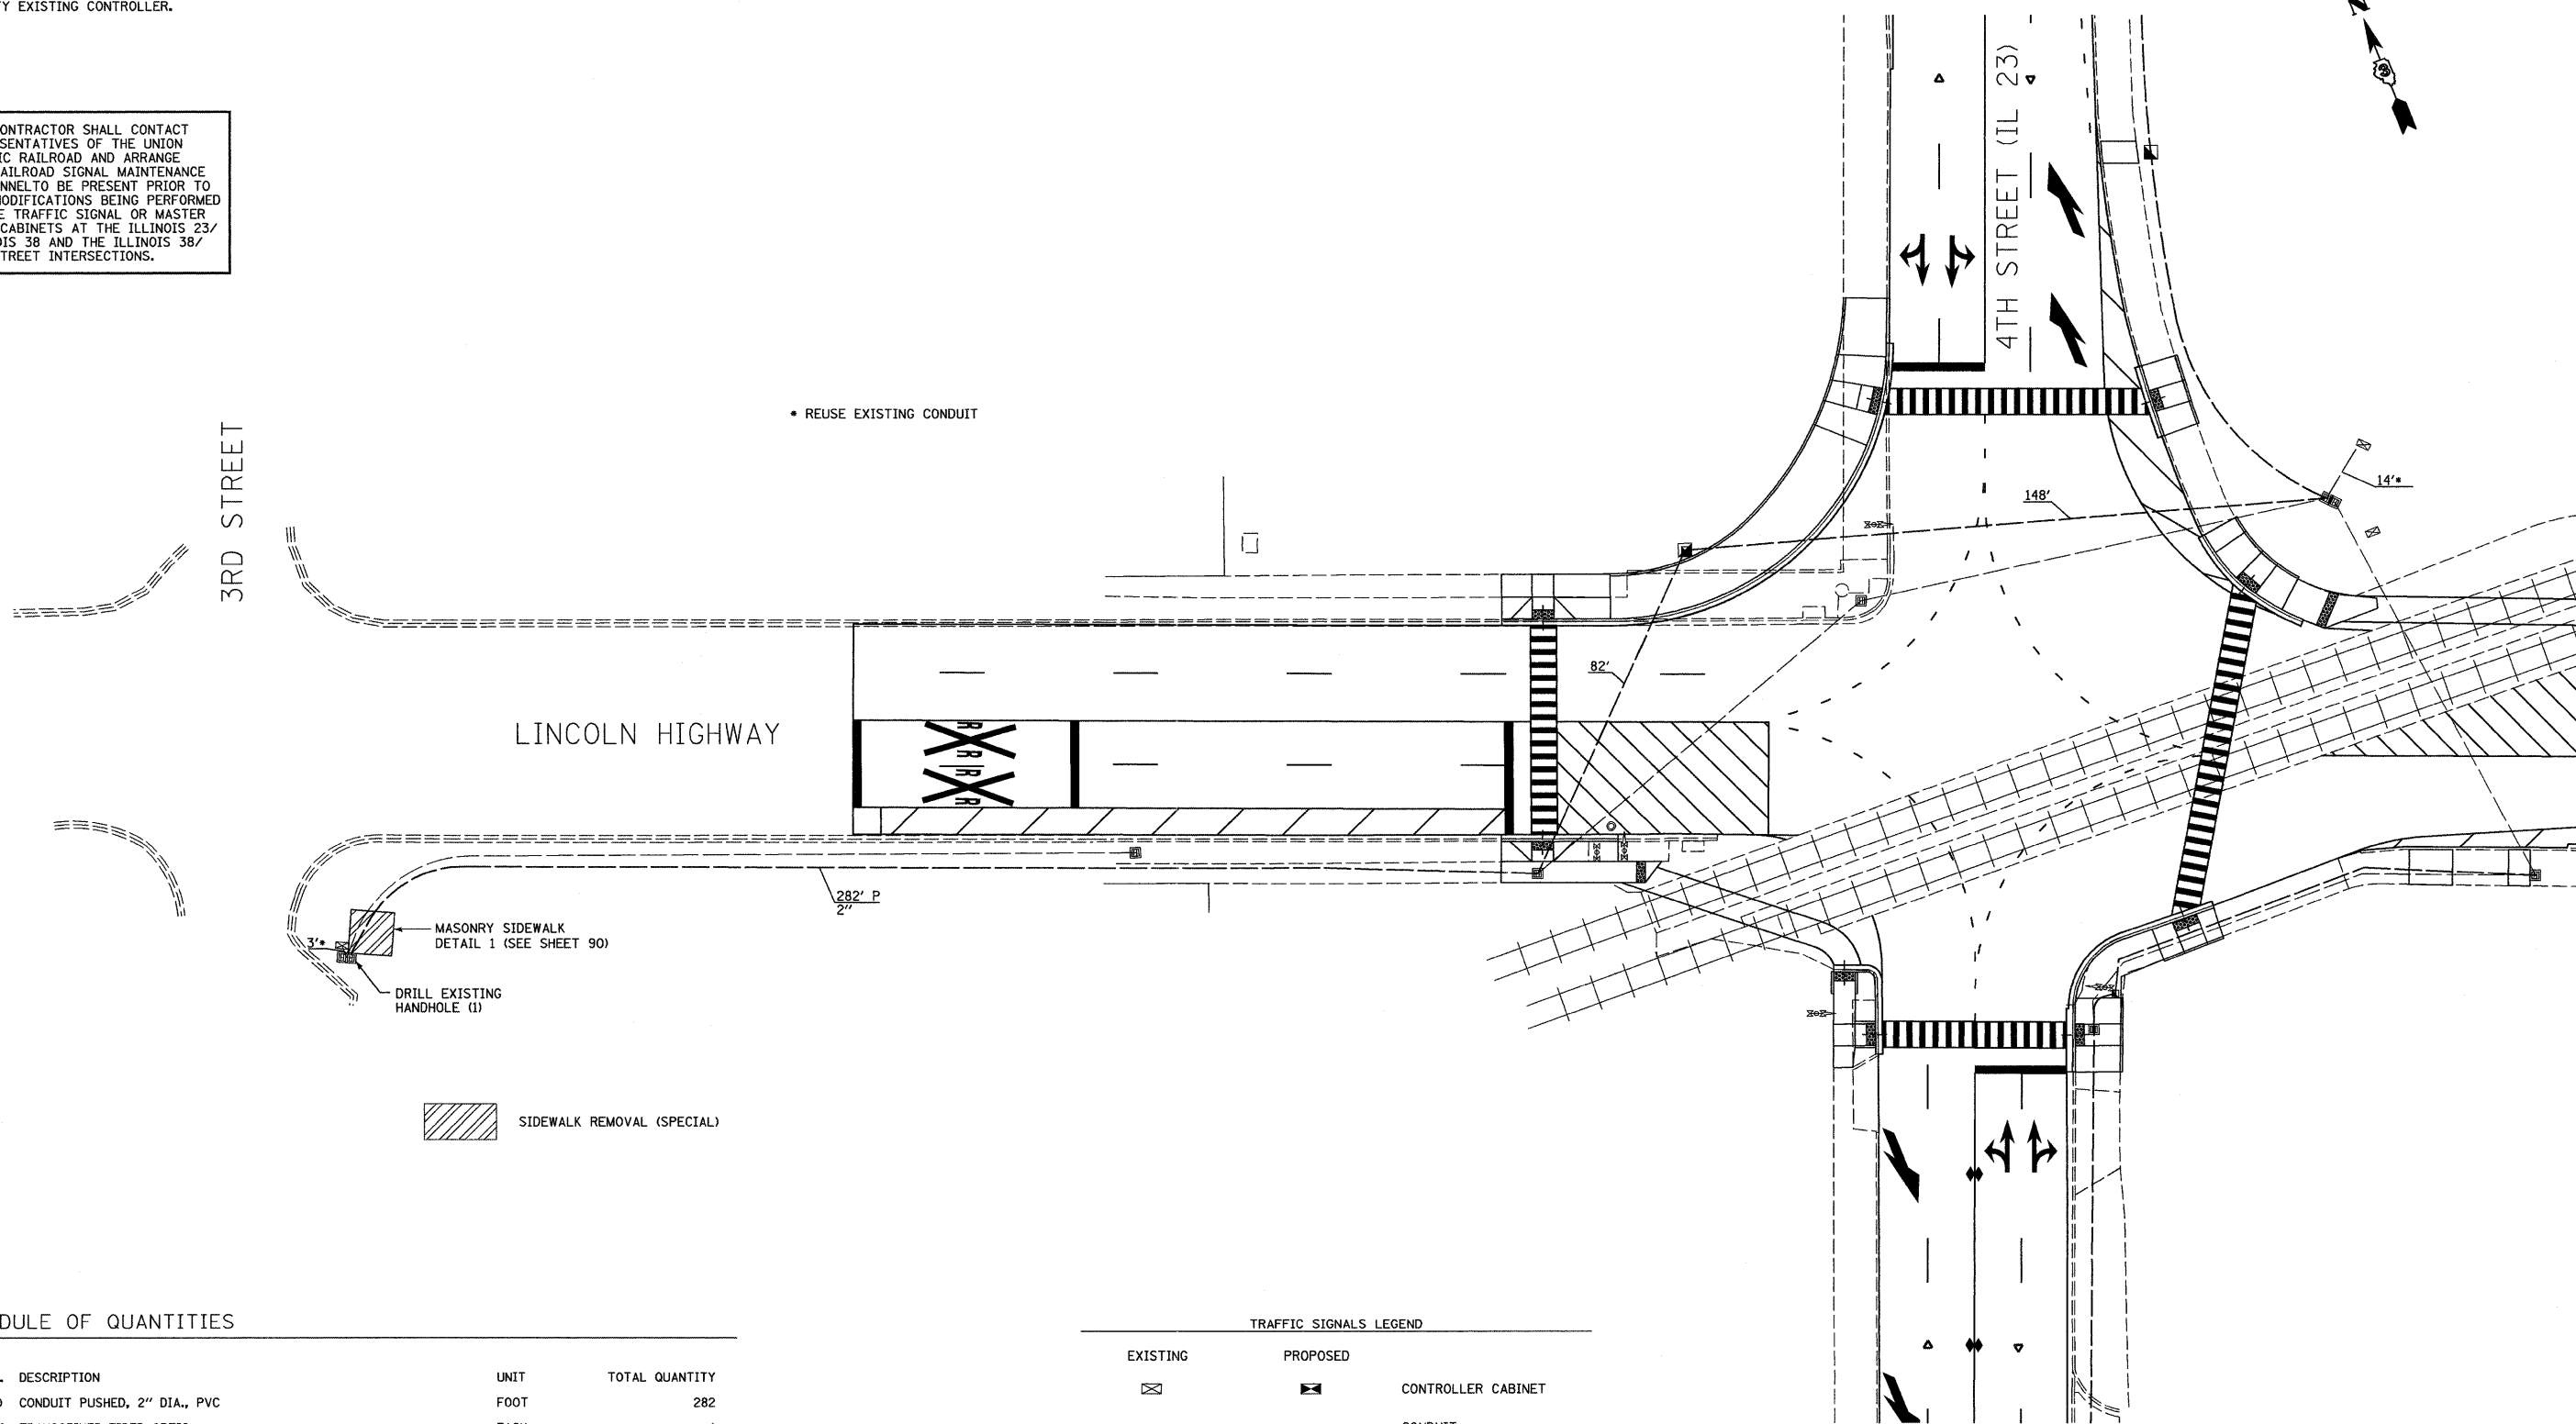 Y EXISTING CONTROLLER.
ONTRACTOR SHALL CONTACT
SENTATIVES OF THE UNION
IC RAILROAD AND ARRANGE
AILROAD SIGNAL MAINTENANCE
NNELTO BE PRESENT PRIOR TO
MODIFICATIONS BEING PERFORMED
E TRAFFIC SIGNAL OR MASTER
CABINETS AT THE ILLINOIS 23/
OIS 38 AND THE ILLINOIS 38/
TREET INTERSECTIONS.
N
3
4TH STREET (IL 23)
* REUSE EXISTING CONDUIT
3RD STREET
14'*
148'
82'
LINCOLN HIGHWAY
R
R
R
R
282' P
2"
3'*
MASONRY SIDEWALK
DETAIL 1 (SEE SHEET 90)
DRILL EXISTING
HANDHOLE (1)
SIDEWALK REMOVAL (SPECIAL)
DULE OF QUANTITIES
DESCRIPTION UNIT TOTAL QUANTITY
CONDUIT PUSHED, 2" DIA., PVC FOOT 282
TRAFFIC SIGNALS LEGEND
EXISTING PROPOSED
CONTROLLER CABINET
CONDUIT